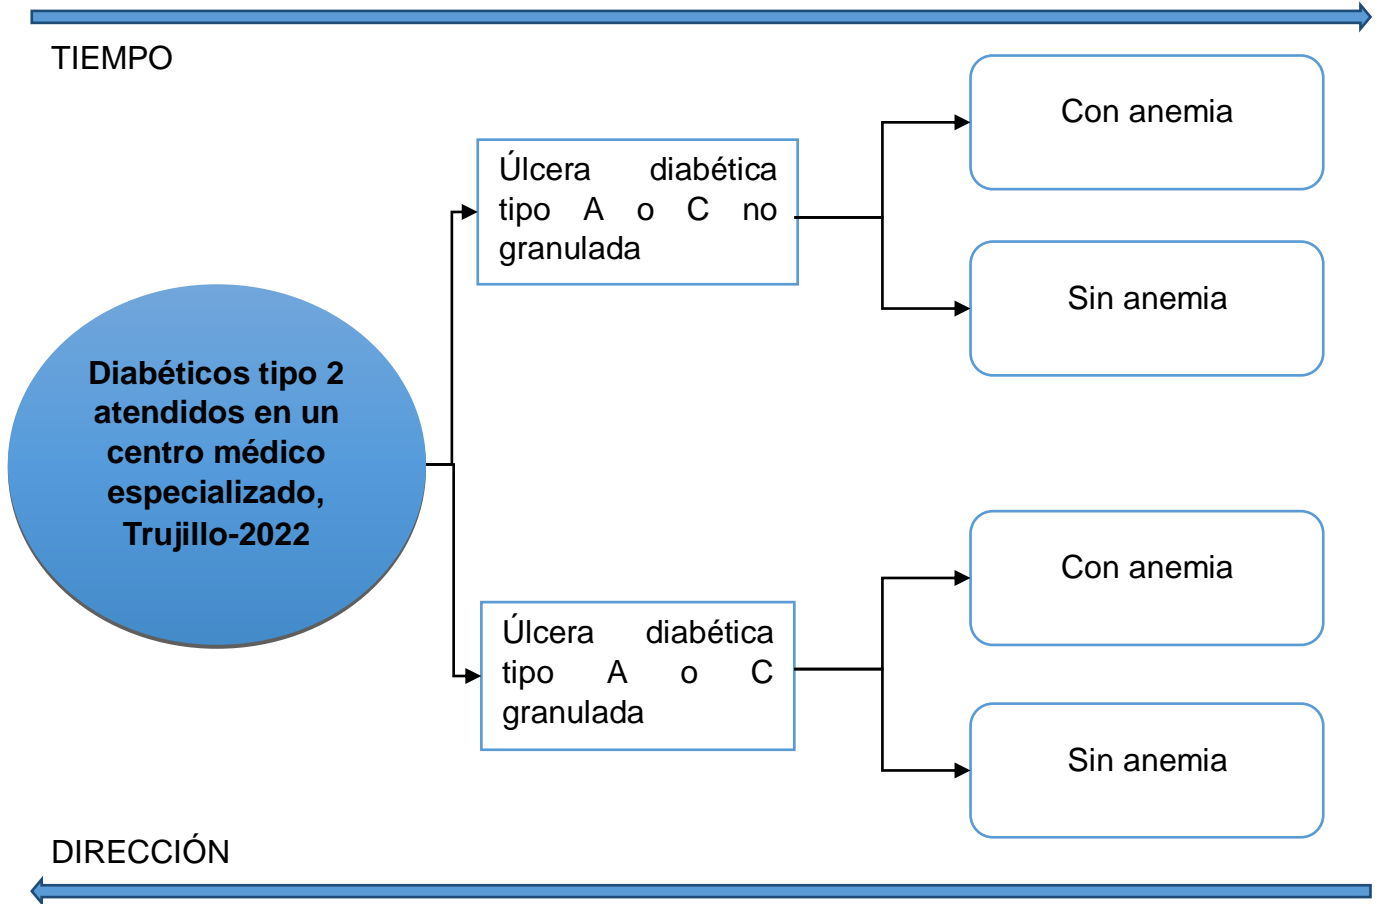 TIEMPO
Con anemia
Úlcera diabética
tipo A o C no
granulada
Sin anemia
Diabéticos tipo 2
atendidos en un
centro médico
especializado,
Trujillo-2022
Con anemia
Úlcera diabética
tipo A o C
granulada
Sin anemia
DIRECCIÓN